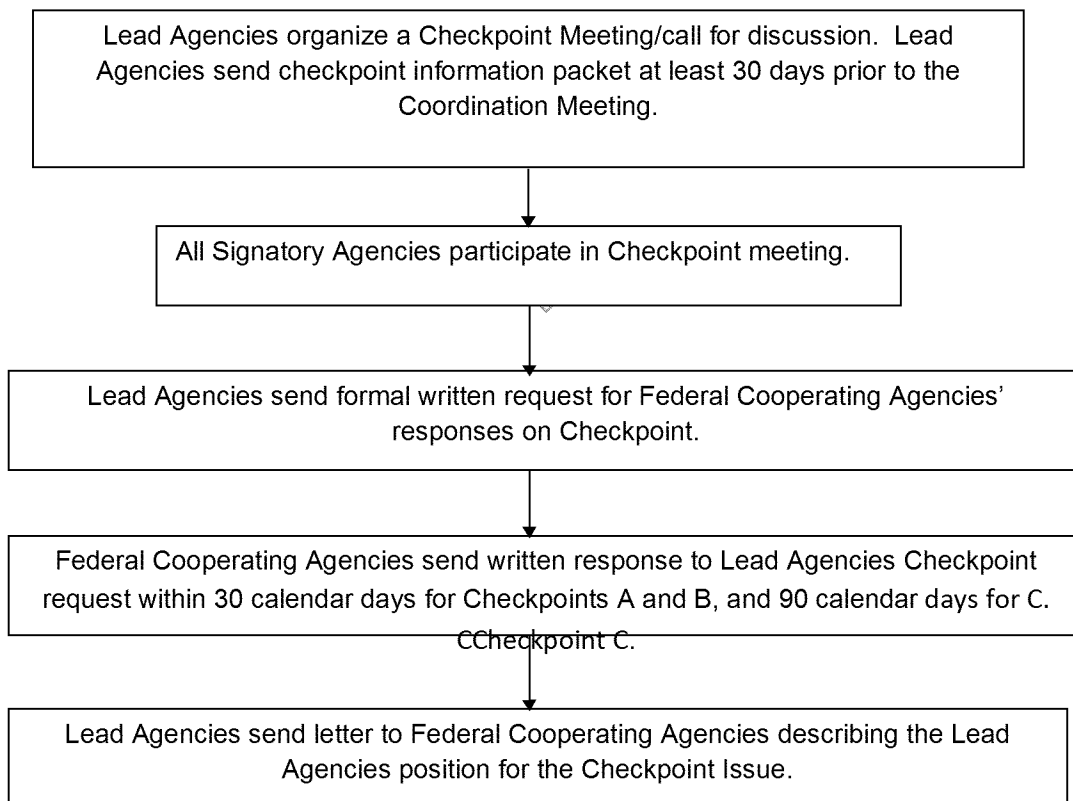 Lead Agencies organize a Checkpoint Meeting/call for discussion.  Lead
Agencies send checkpoint information packet at least 30 days prior to the
Coordination Meeting.
All Signatory Agencies participate in Checkpoint meeting.
Lead Agencies send formal written request for Federal Cooperating Agencies’
responses on Checkpoint.
Federal Cooperating Agencies send written response to Lead Agencies Checkpoint
request within 30 calendar days for Checkpoints A and B, and 90 calendar days for C.
CCheckpoint C.
Lead Agencies send letter to Federal Cooperating Agencies describing the Lead
Agencies position for the Checkpoint Issue.